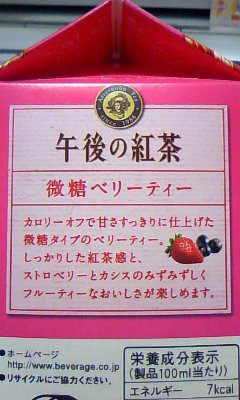 Afternoon Tea
since 1986
午後の紅茶
微糖ベリーティー
カロリーオフで甘さすっきりに仕上げた
微糖タイプのベリーティー。
しっかりした紅茶感と、
ストロベリーとカシスのみずみずしく
フルーティーなおいしさが楽しめます。
●ホームページ
http://www.beverage.co.jp
●リサイクルにご協力ください。
栄養成分表示
(製品100ml当たり)
エネルギー 7kcal